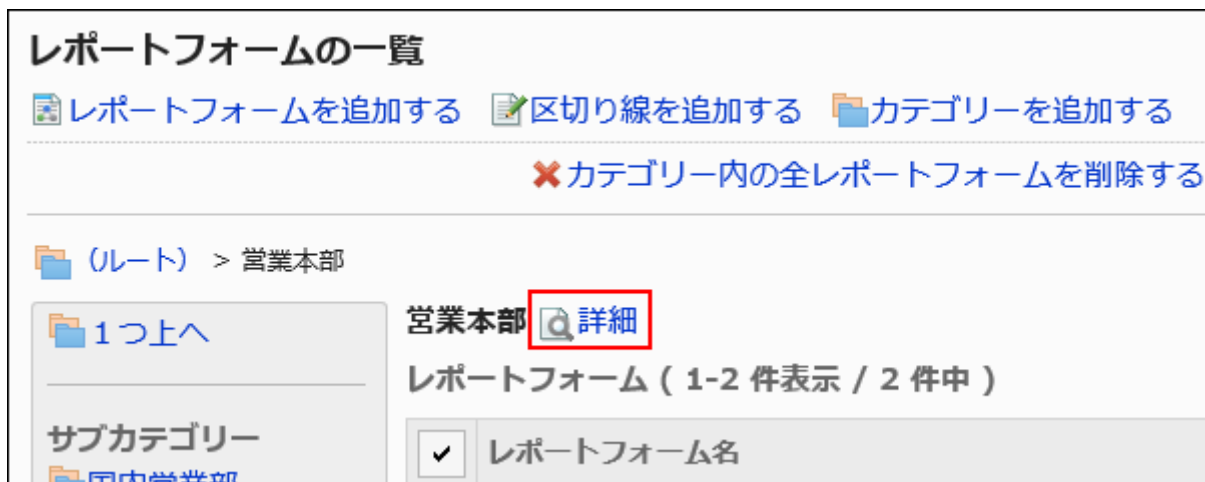 レポートフォームの一覧
レポートフォームを追加する 区切り線を追加する カテゴリーを追加する
カテゴリー内の全レポートフォームを削除する
（ルート） > 営業本部
1つ上へ
サブカテゴリー
国内営業部
営業本部 詳細
レポートフォーム ( 1-2 件表示 / 2 件中 )
レポートフォーム名